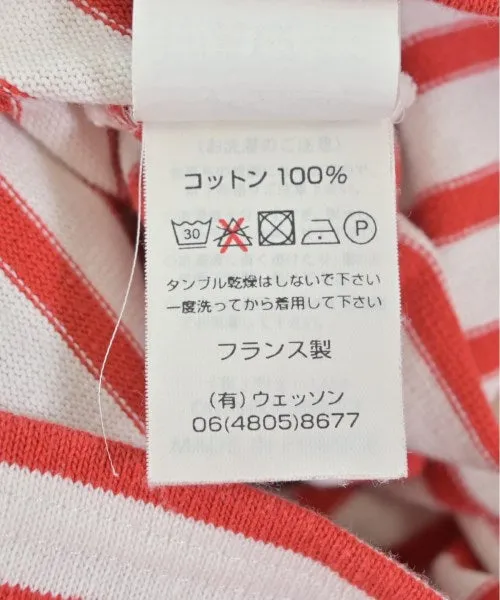 コットン 100%
30 P
タンブル乾燥はしないで下さい
一度洗ってから着用して下さい
フランス製
(有) ウェッソン
06(4805)8677